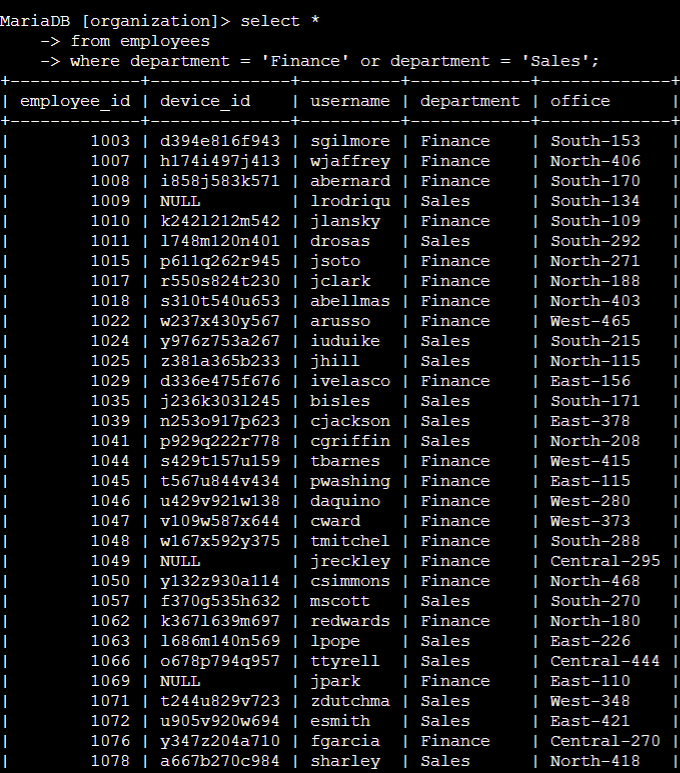 MariaDB [organization]> select *
    -> from employees
    -> where department = 'Finance' or department = 'Sales';
+-------------+--------------+----------+------------+-------------+
| employee_id | device_id    | username | department | office      |
+-------------+--------------+----------+------------+-------------+
|        1003 | d394e816f943 | sgilmore | Finance    | South-153   |
|        1007 | h174i497j413 | wjaffrey | Finance    | North-406   |
|        1008 | i858j583k571 | abernard | Finance    | South-170   |
|        1009 | NULL         | lrodriqu | Sales      | South-134   |
|        1010 | k242l212m542 | jlansky  | Finance    | South-109   |
|        1011 | l748m120n401 | drosas   | Sales      | South-292   |
|        1015 | p611q262r945 | jsoto    | Finance    | North-271   |
|        1017 | r550s824t230 | jclark   | Finance    | North-188   |
|        1018 | s310t540u653 | abellmas | Finance    | North-403   |
|        1022 | w237x430y567 | arusso   | Finance    | West-465    |
|        1024 | y976z753a267 | iuduike  | Sales      | South-215   |
|        1025 | z381a365b233 | jhill    | Sales      | North-115   |
|        1029 | d336e475f676 | ivelasco | Finance    | East-156    |
|        1035 | j236k303l245 | bisles   | Sales      | South-171   |
|        1039 | n253o917p623 | cjackson | Sales      | East-378    |
|        1041 | p929q222r778 | cgriffin | Sales      | North-208   |
|        1044 | s429t157u159 | tbarnes  | Finance    | West-415    |
|        1045 | t567u844v434 | pwashing | Finance    | East-115    |
|        1046 | u429v921w138 | daquino  | Finance    | West-280    |
|        1047 | v109w587x644 | cward    | Finance    | West-373    |
|        1048 | w167x592y375 | tmitchel | Finance    | South-288   |
|        1049 | NULL         | jreckley | Finance    | Central-295 |
|        1050 | y132z930a114 | csimmons | Finance    | North-468   |
|        1057 | f370g535h632 | mscott   | Sales      | South-270   |
|        1062 | k367l639m697 | redwards | Finance    | North-180   |
|        1063 | l686m140n569 | lpope    | Sales      | East-226    |
|        1066 | o678p794q957 | ttyrell  | Sales      | Central-444 |
|        1069 | NULL         | jpark    | Finance    | East-110    |
|        1071 | t244u829v723 | zdutchma | Sales      | West-348    |
|        1072 | u905v920w694 | esmith   | Sales      | East-421    |
|        1076 | y347z204a710 | fgarcia  | Finance    | Central-270 |
|        1078 | a667b270c984 | sharley  | Sales      | North-418   |